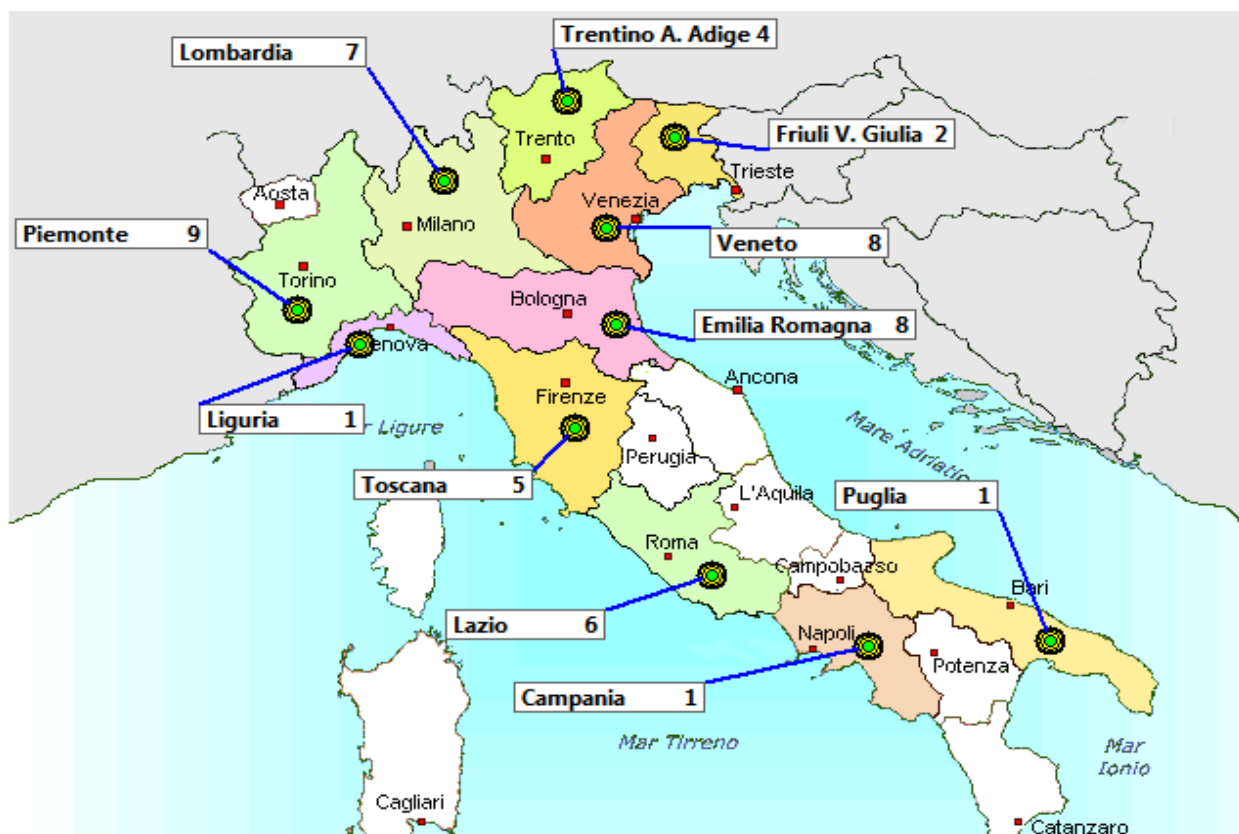 Trentino A. Adige 4
Lombardia 7
Friuli V. Giulia 2
Trento
Trieste
Aosta
Venezia
Milano
Piemonte 9
Veneto 8
Torino
Bologna
Emilia Romagna 8
enova
Ancona
Firenze
Liguria 1
r Ligure
Mare Adriatic
Perugia
Toscana 5
L'Aquila
Puglia 1
Roma
Campobasso
Bari
Lazio 6
Napoli
Potenza
Campania 1
Mar Tirreno
Mar
Ionio
Cagliari
Catanzaro